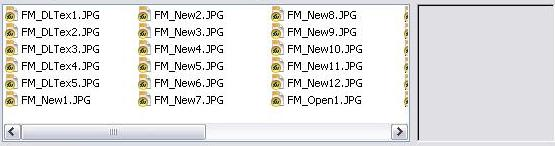 FM_DLTex1.JPG FM_New2.JPG FM_New8.JPG
FM_DLTex2.JPG FM_New3.JPG FM_New9.JPG
FM_DLTex3.JPG FM_New4.JPG FM_New10.JPG
FM_DLTex4.JPG FM_New5.JPG FM_New11.JPG
FM_DLTex5.JPG FM_New6.JPG FM_New12.JPG
FM_New1.JPG FM_New7.JPG FM_Open1.JPG